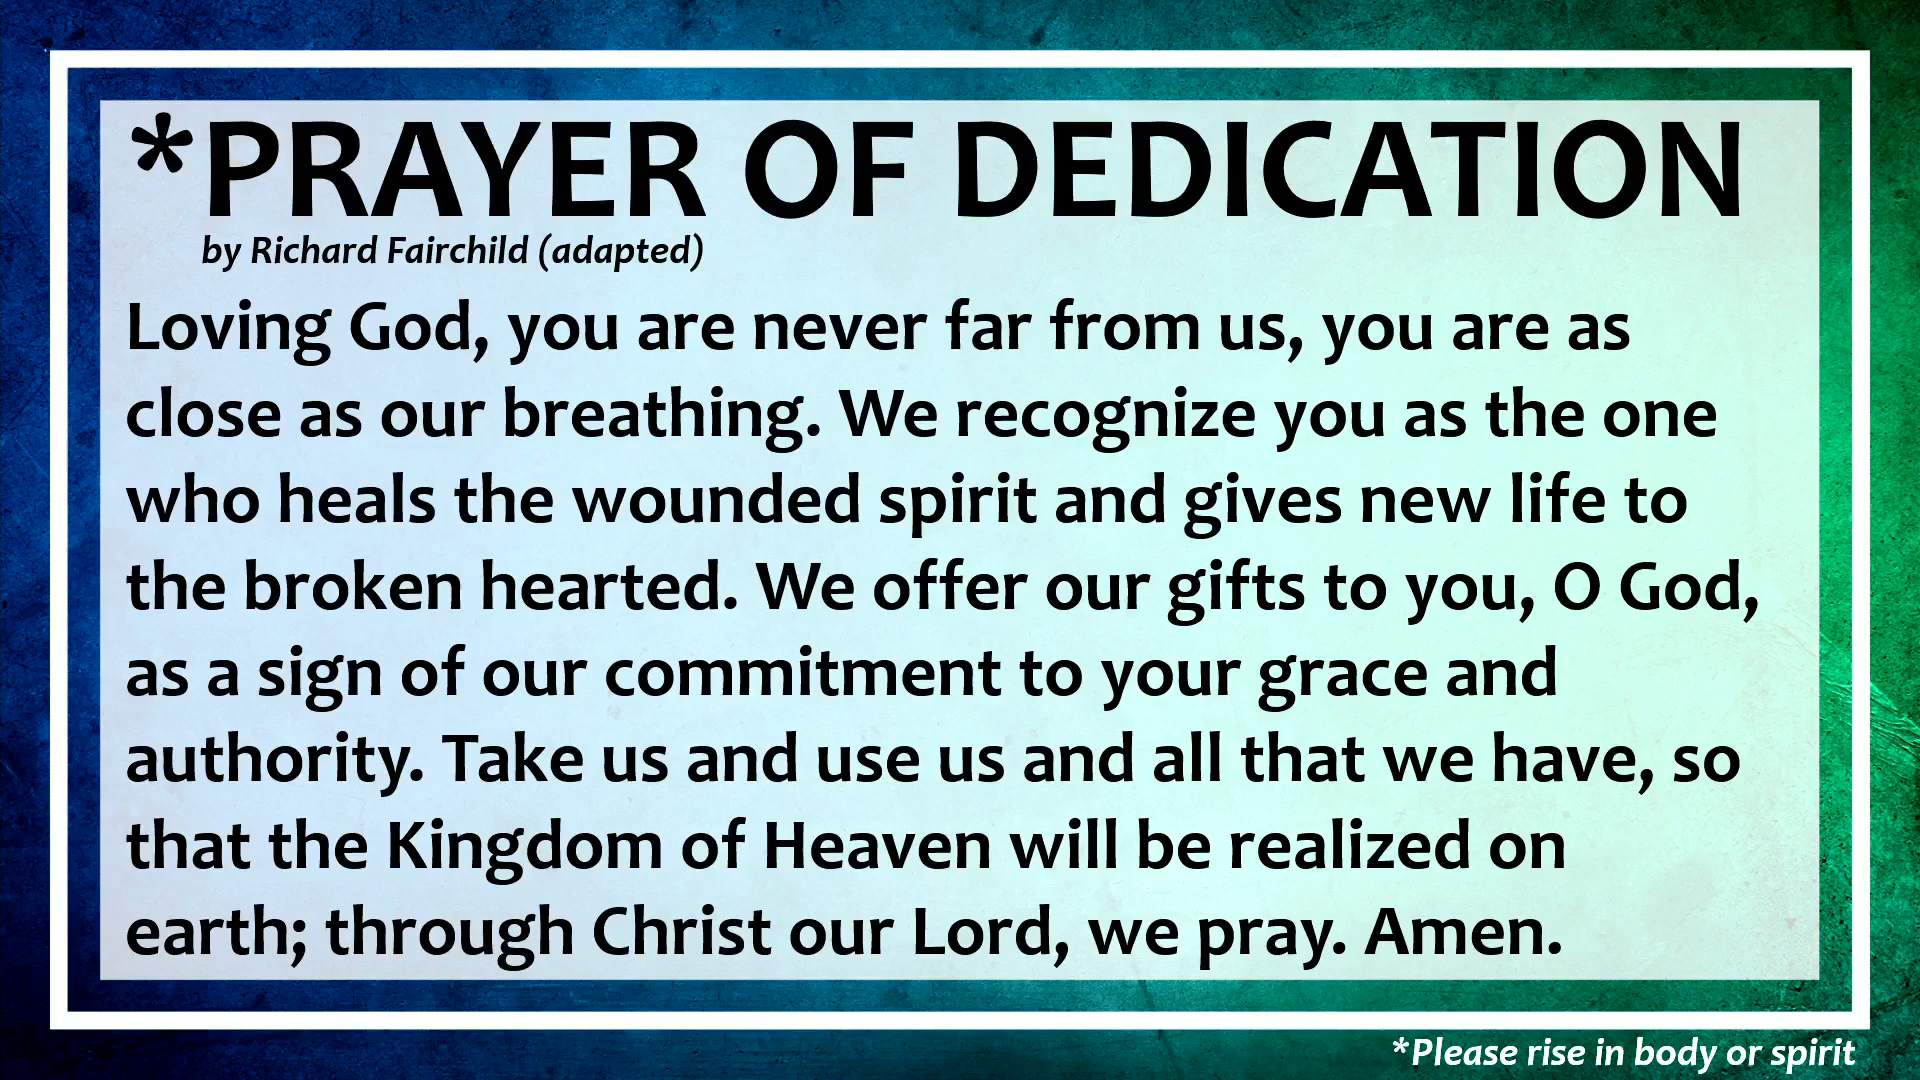 *PRAYER OF DEDICATION
by Richard Fairchild (adapted)
Loving God, you are never far from us, you are as
close as our breathing. We recognize you as the one
who heals the wounded spirit and gives new life to
the broken hearted. We offer our gifts to you, O God,
as a sign of our commitment to your grace and
authority. Take us and use us and all that we have, so
that the Kingdom of Heaven will be realized on
earth; through Christ our Lord, we pray. Amen.
*Please rise in body or spirit